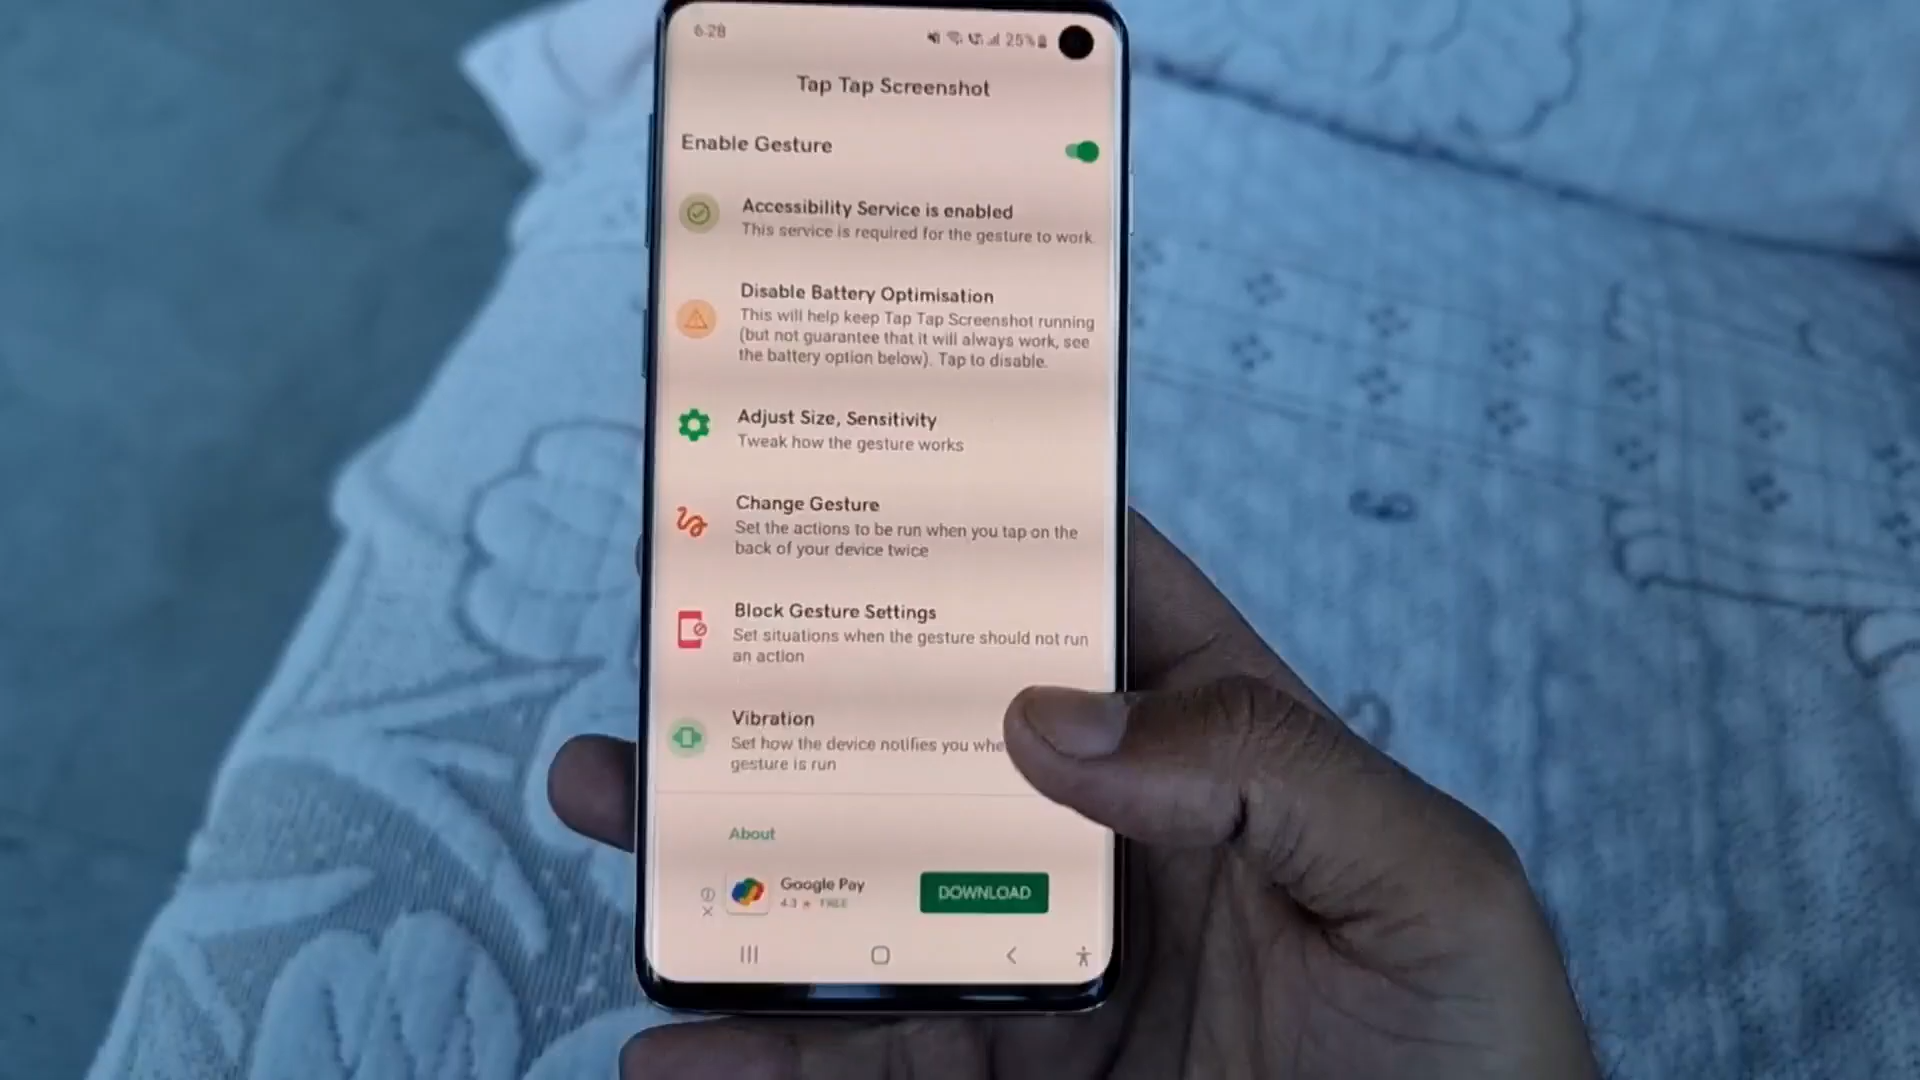 6:28
25%
Tap Tap Screenshot
Enable Gesture
Accessibility Service is enabled
This service is required for the gesture to work.
Disable Battery Optimisation
This will help keep Tap Tap Screenshot running
(but not guarantee that it will always work, see
the battery option below). Tap to disable.
Adjust Size, Sensitivity
Tweak how the gesture works
Change Gesture
Set the actions to be run when you tap on the
back of your device twice
Block Gesture Settings
Set situations when the gesture should not run
an action
Vibration
Set how the device notifies you
gesture is run
About
Google Pay
4.3 ★ FREE
DOWNLOAD